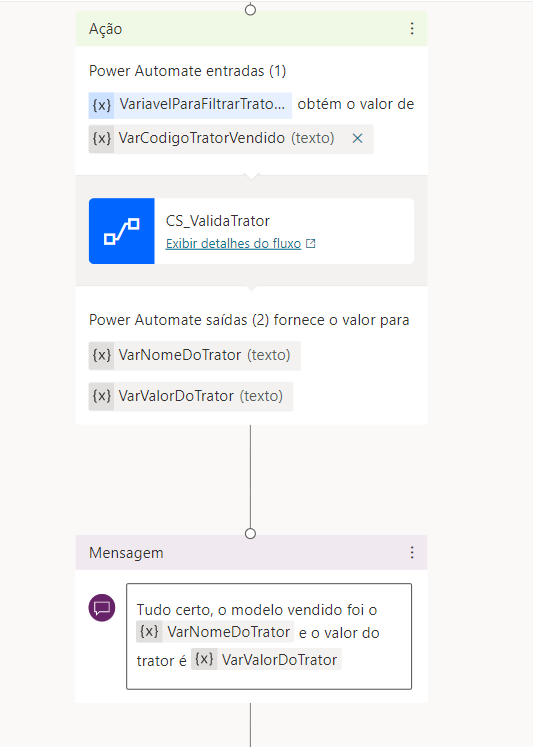 Ação
Power Automate entradas (1)
{x} VariavelParaFiltrarTrato... obtém o valor de
{x} VarCodigoTratorVendido (texto) ×
CS_ValidaTrator
Exibir detalhes do fluxo
Power Automate saídas (2) fornece o valor para
{x} VarNomeDoTrator (texto)
{x} VarValorDoTrator (texto)
Mensagem
Tudo certo, o modelo vendido foi o
{x} VarNomeDoTrator e o valor do
trator é {x} VarValorDoTrator